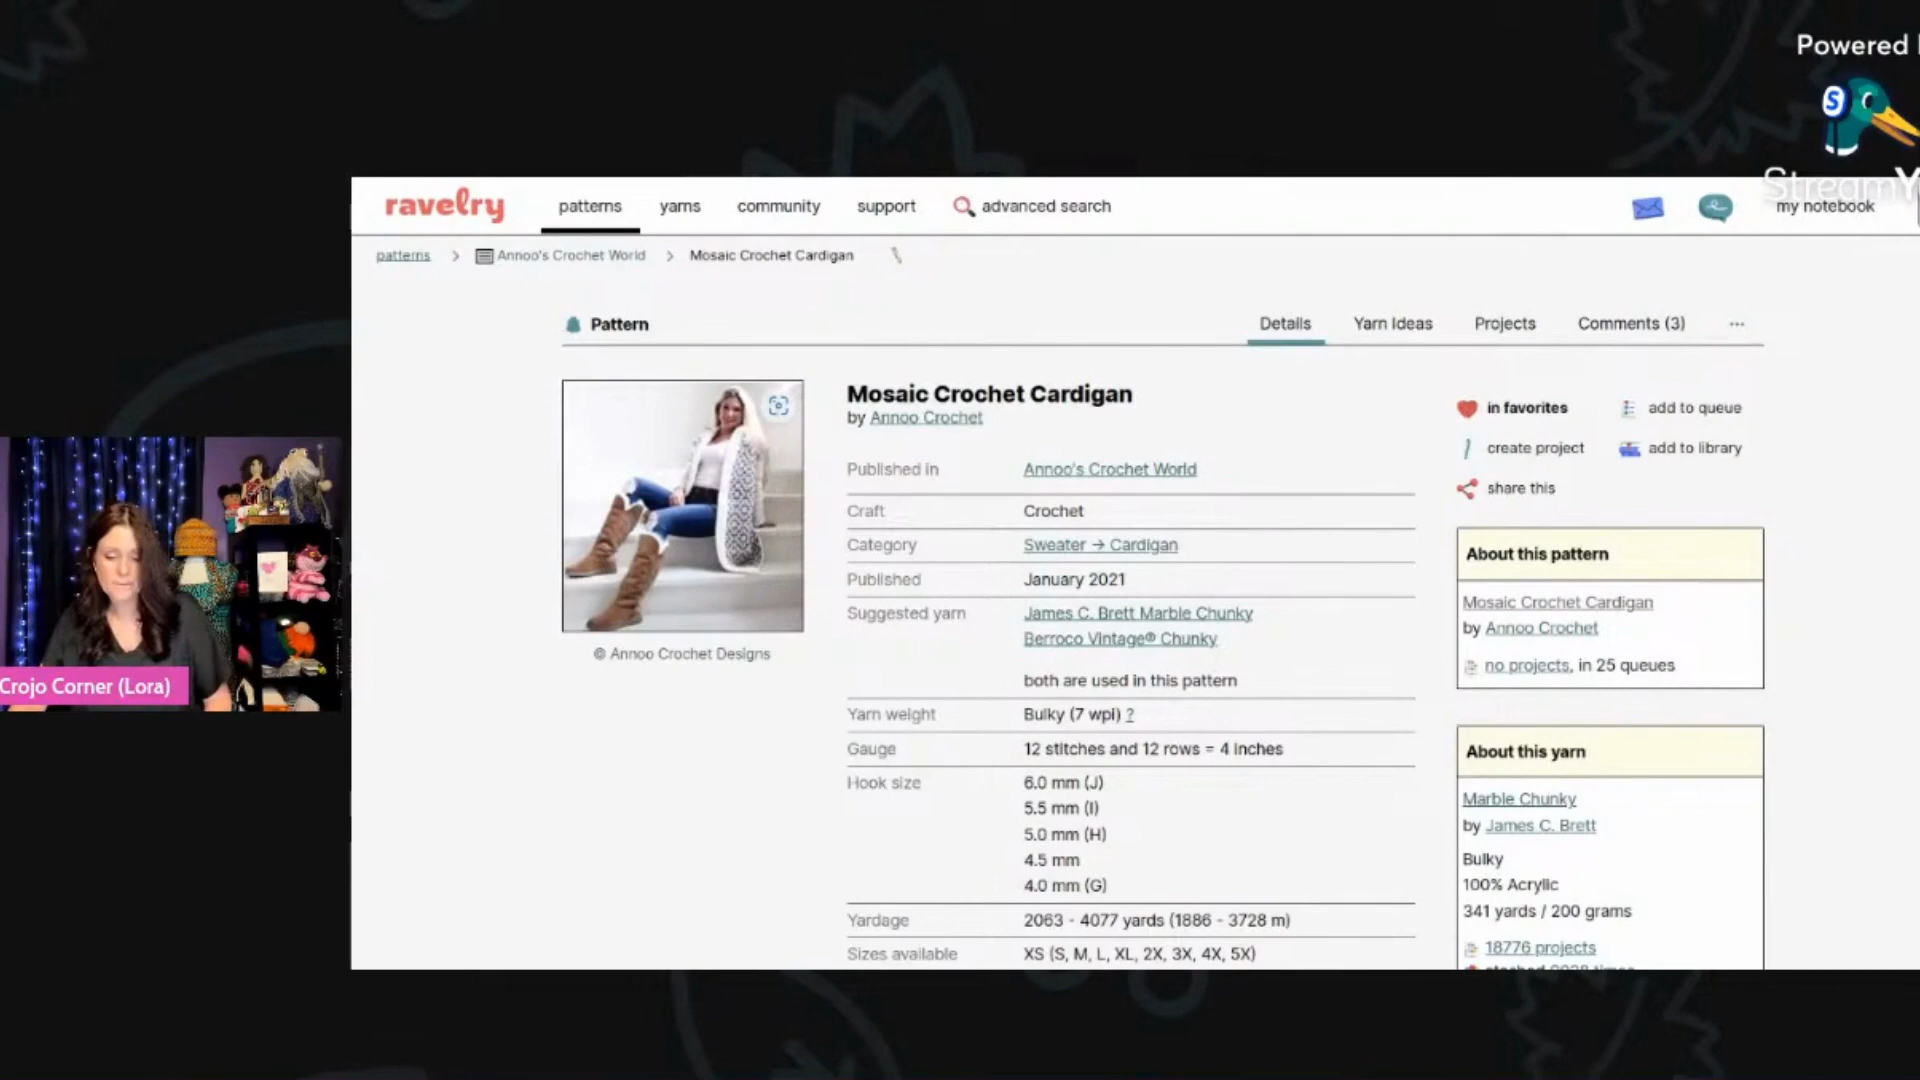 Powered
S
StreamY
ravelry
patterns
yarns
community
support
advanced search
my notebook
patterns > Annoo's Crochet World > Mosaic Crochet Cardigan
Pattern
Details
Yarn Ideas
Projects
Comments (3)
...
Mosaic Crochet Cardigan
by Annoo Crochet
Published in Annoo's Crochet World
Craft Crochet
Category Sweater → Cardigan
Published January 2021
Suggested yarn James C. Brett Marble Chunky
Berroco Vintage® Chunky
both are used in this pattern
Yarn weight Bulky (7 wpi) ?
Gauge 12 stitches and 12 rows = 4 inches
Hook size 6.0 mm (J)
5.5 mm (I)
5.0 mm (H)
4.5 mm
4.0 mm (G)
Yardage 2063 - 4077 yards (1886 - 3728 m)
Sizes available XS (S, M, L, XL, 2X, 3X, 4X, 5X)
© Annoo Crochet Designs
in favorites
add to queue
create project
add to library
share this
About this pattern
Mosaic Crochet Cardigan
by Annoo Crochet
no projects, in 25 queues
About this yarn
Marble Chunky
by James C. Brett
Bulky
100% Acrylic
341 yards / 200 grams
18776 projects
Crojo Corner (Lora)